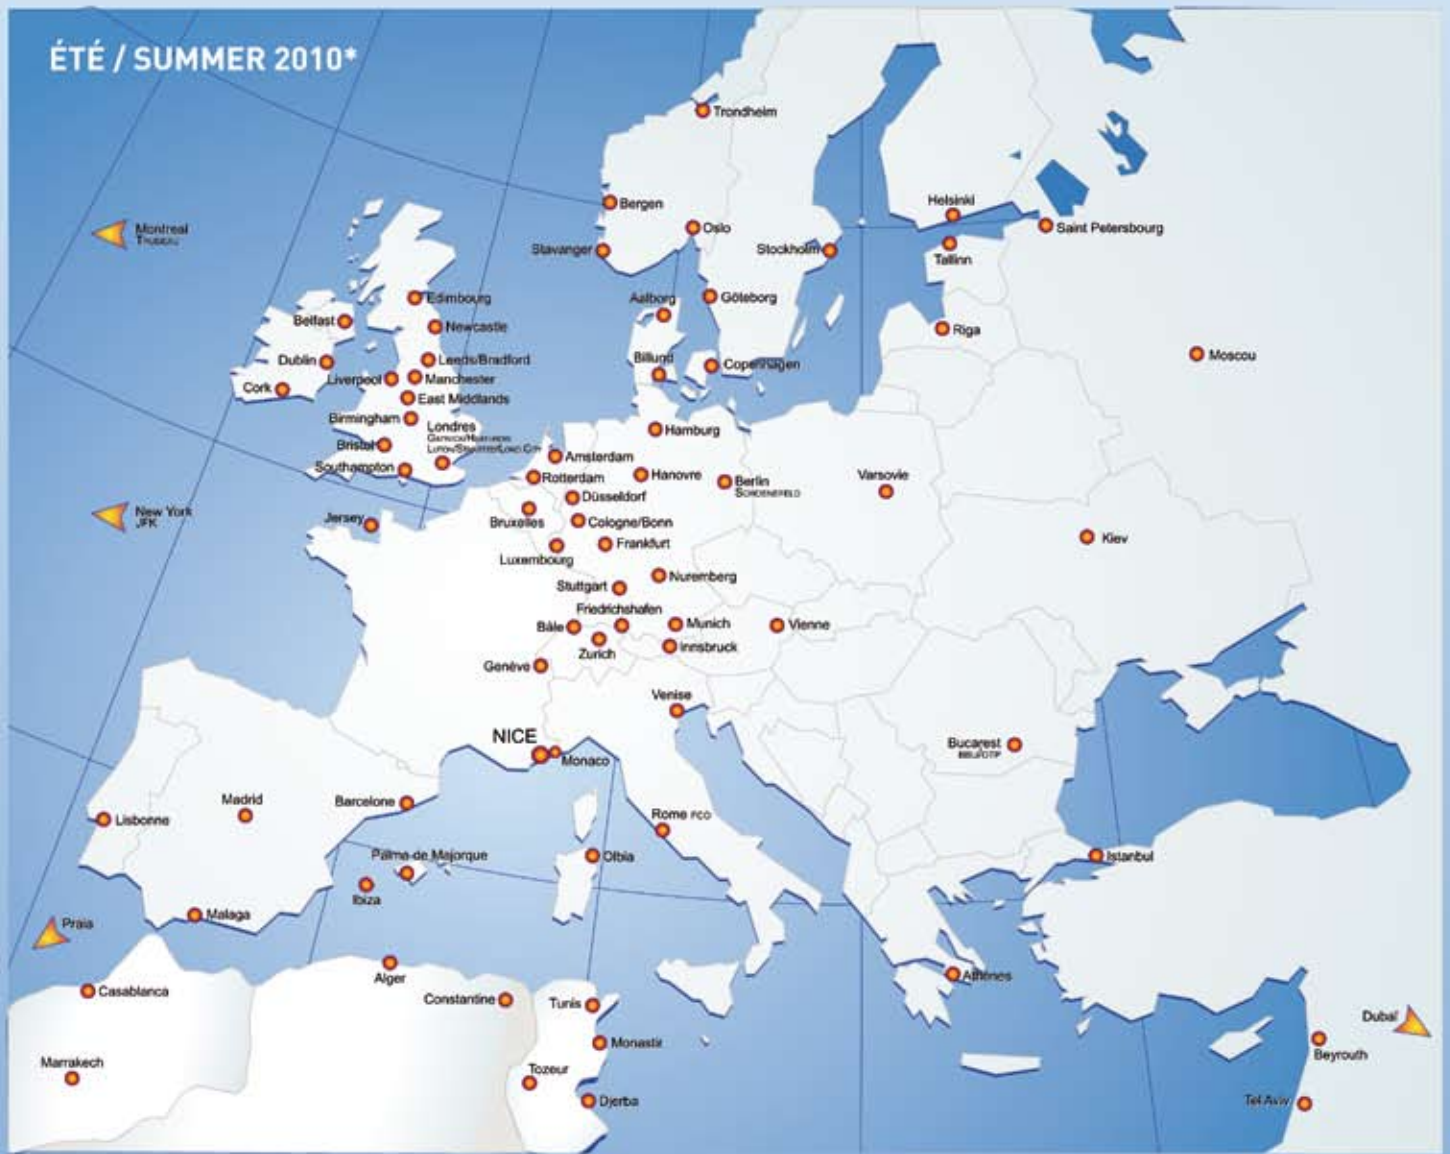 ÉTÉ / SUMMER 2010*
Trondheim
Bergen
Oslo
Stavanger
Stockholm
Helsinki
Saint Petersbourg
Tallinn
Montreal
TRUDEAU
Edimbourg
Aalborg
Göteborg
Belfast
Newcastle
Riga
Dublin
Leeds/Bradford
Billund
Copenhagen
Moscou
Cork
Liverpool
Manchester
East Middlands
Birmingham
Londres
Hamburg
Bristol
Amsterdam
Southampton
Rotterdam
Hanovre
Berlin
SCHOENEFELD
Varsovie
Düsseldorf
New York
JFK
Jersey
Bruxelles
Cologne/Bonn
Kiev
Luxembourg
Frankfurt
Nuremberg
Stuttgart
Friedrichshafen
Bâle
Munich
Vienne
Zurich
Innsbruck
Genève
Venise
NICE
Monaco
Bucarest
Madrid
Barcelone
Lisbonne
Rome FCO
Palma de Majorque
Olbia
Istanbul
Ibiza
Malaga
Praia
Alger
Athènes
Casablanca
Constantine
Tunis
Dubaï
Monastir
Beyrouth
Marrakech
Tozeur
Djerba
Tel Aviv